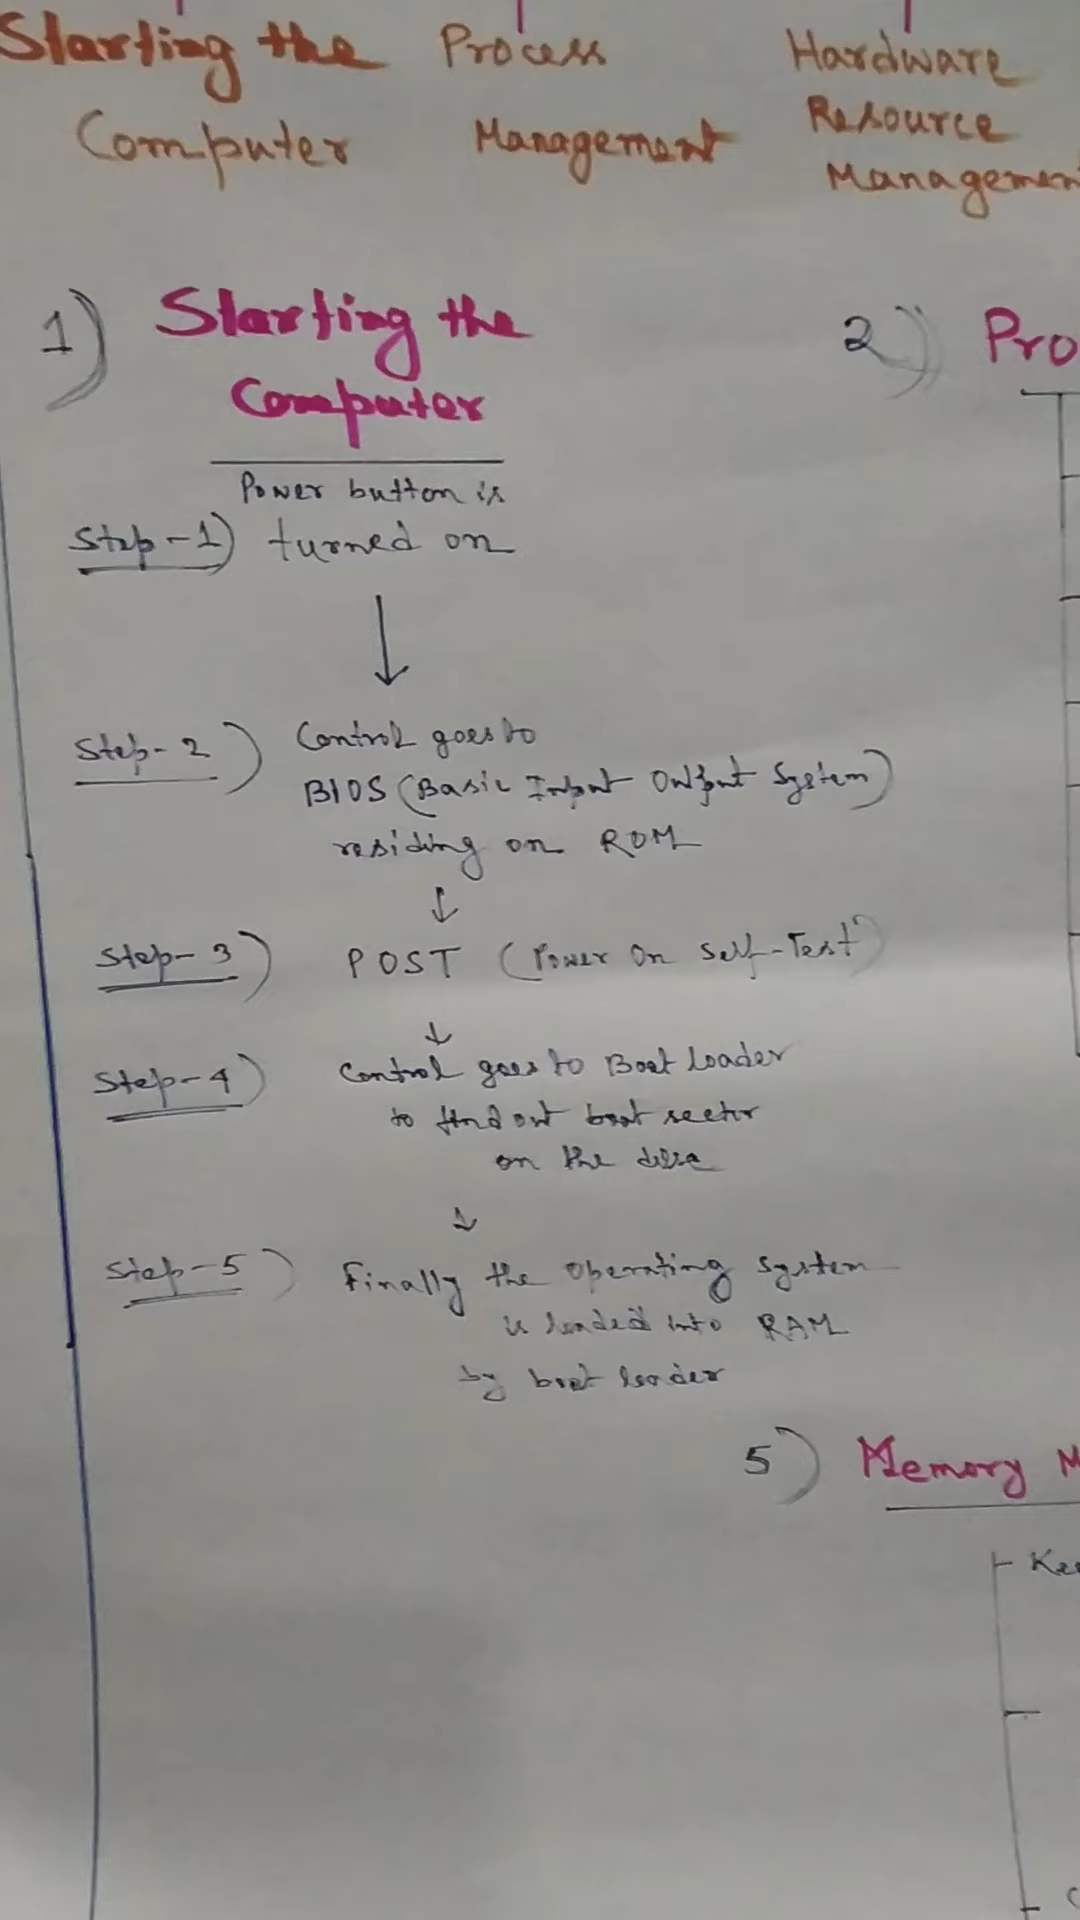 Starting the
Computer
Process
Management
Hardware
Resource
Managemen
1) Starting the
Computer
Power button is
Step-1) turned on
Step-2) Control goes to
BIOS (Basic Input Output System)
residing on ROM
Step-3) POST (Power On Self-Test)
Step-4) Control goes to Boot Loader
to find out boot sector
on the disc
Step-5) Finally the operating system
is loaded into RAM
by boot loader
2) Pro
5) Memory M
Ke